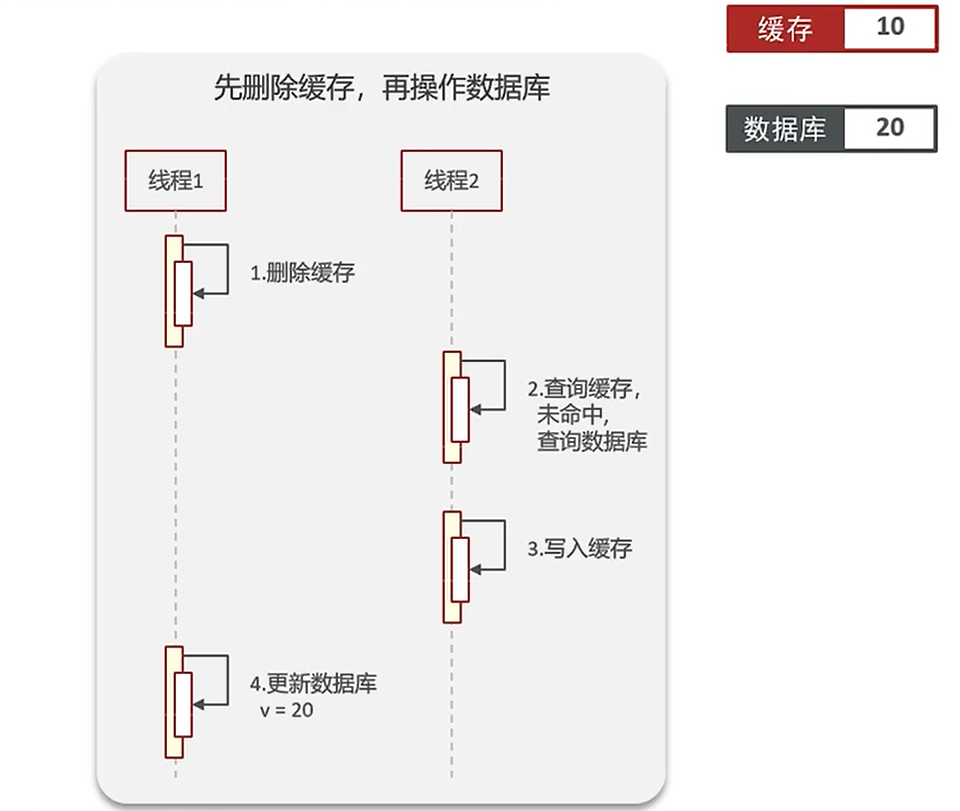 缓存 10
先删除缓存，再操作数据库
数据库 20
线程1
线程2
1.删除缓存
2.查询缓存，
未命中,
查询数据库
3.写入缓存
4.更新数据库
v = 20